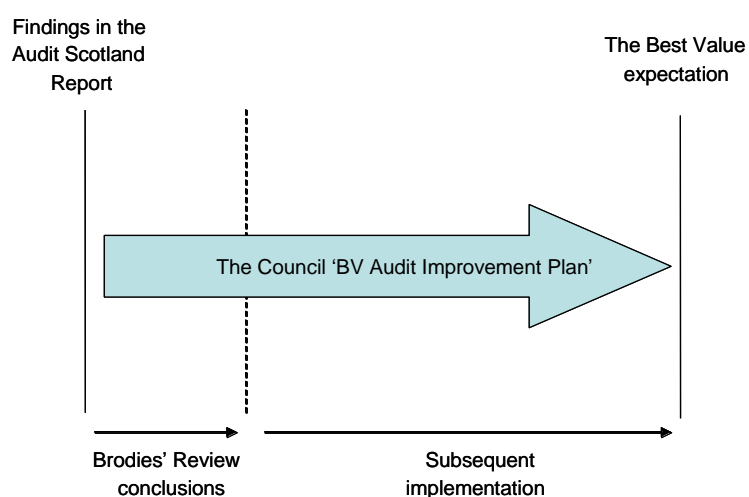 Findings in the
Audit Scotland
Report
The Best Value
expectation
The Council ‘BV Audit Improvement Plan’
Brodies’ Review
conclusions
Subsequent
implementation